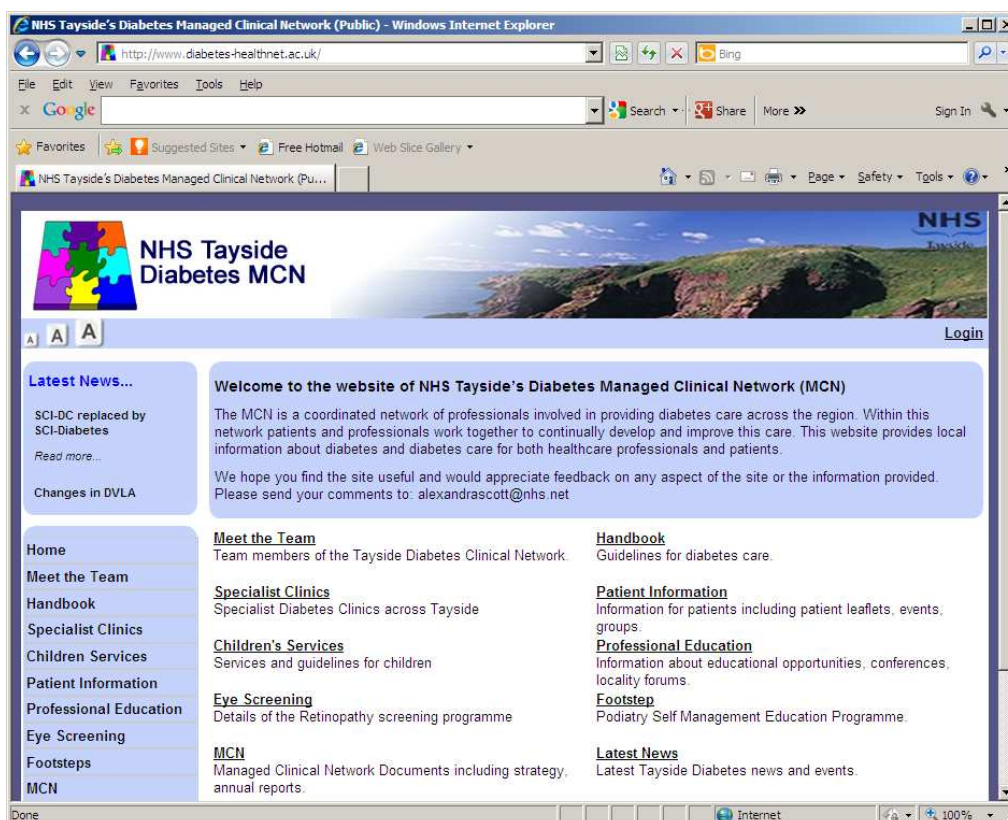 NHS Tayside's Diabetes Managed Clinical Network (Public) - Windows Internet Explorer
http://www.diabetes-healthnet.ac.uk/
Bing
File Edit View Favorites Tools Help
x Google Search Share More » Sign In
Favorites Suggested Sites Free Hotmail Web Slice Gallery
NHS Tayside's Diabetes Managed Clinical Network (Pu... Page Safety Tools
NHS Tayside
Diabetes MCN
NHS
Tayside
A A A
Login
Latest News...
SCI-DC replaced by
SCI-Diabetes
Read more...
Changes in DVLA
Welcome to the website of NHS Tayside's Diabetes Managed Clinical Network (MCN)
The MCN is a coordinated network of professionals involved in providing diabetes care across the region. Within this
network patients and professionals work together to continually develop and improve this care. This website provides local
information about diabetes and diabetes care for both healthcare professionals and patients.
We hope you find the site useful and would appreciate feedback on any aspect of the site or the information provided.
Please send your comments to: alexandrascott@nhs.net
Home
Meet the Team
Handbook
Specialist Clinics
Children Services
Patient Information
Professional Education
Eye Screening
Footsteps
MCN
Meet the Team
Team members of the Tayside Diabetes Clinical Network.
Specialist Clinics
Specialist Diabetes Clinics across Tayside
Children's Services
Services and guidelines for children
Eye Screening
Details of the Retinopathy screening programme
MCN
Managed Clinical Network Documents including strategy,
annual reports.
Handbook
Guidelines for diabetes care.
Patient Information
Information for patients including patient leaflets, events,
groups.
Professional Education
Information about educational opportunities, conferences,
locality forums.
Footstep
Podiatry Self Management Education Programme.
Latest News
Latest Tayside Diabetes news and events.
Done Internet 100%